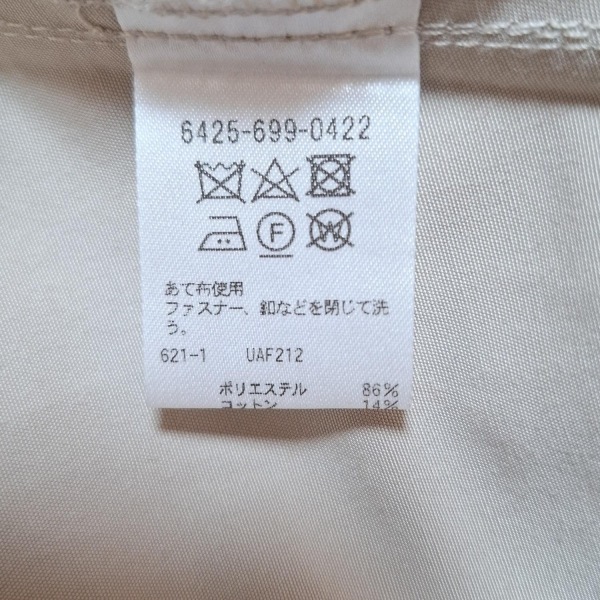 6425-699-0422
F W
あて布使用
ファスナー、釦などを閉じて洗
う。
621-1 UAF212
ポリエステル 86%
コットン 14%